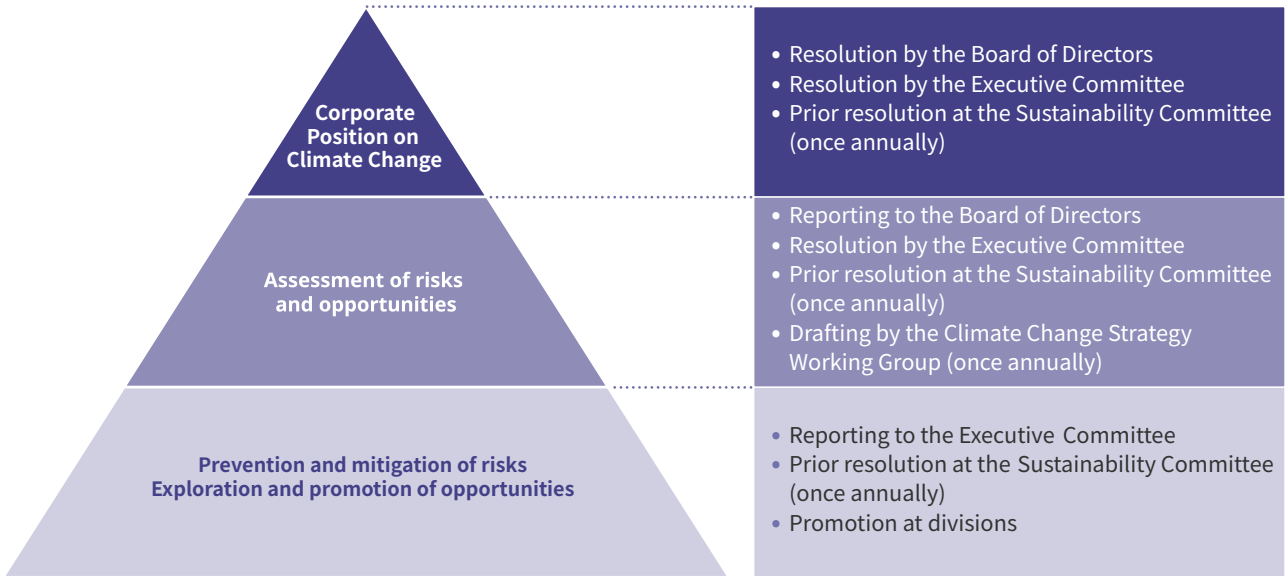 Corporate
Position on
Climate Change
• Resolution by the Board of Directors
• Resolution by the Executive Committee
• Prior resolution at the Sustainability Committee
(once annually)
Assessment of risks
and opportunities
• Reporting to the Board of Directors
• Resolution by the Executive Committee
• Prior resolution at the Sustainability Committee
(once annually)
• Drafting by the Climate Change Strategy
Working Group (once annually)
Prevention and mitigation of risks
Exploration and promotion of opportunities
• Reporting to the Executive Committee
• Prior resolution at the Sustainability Committee
(once annually)
• Promotion at divisions